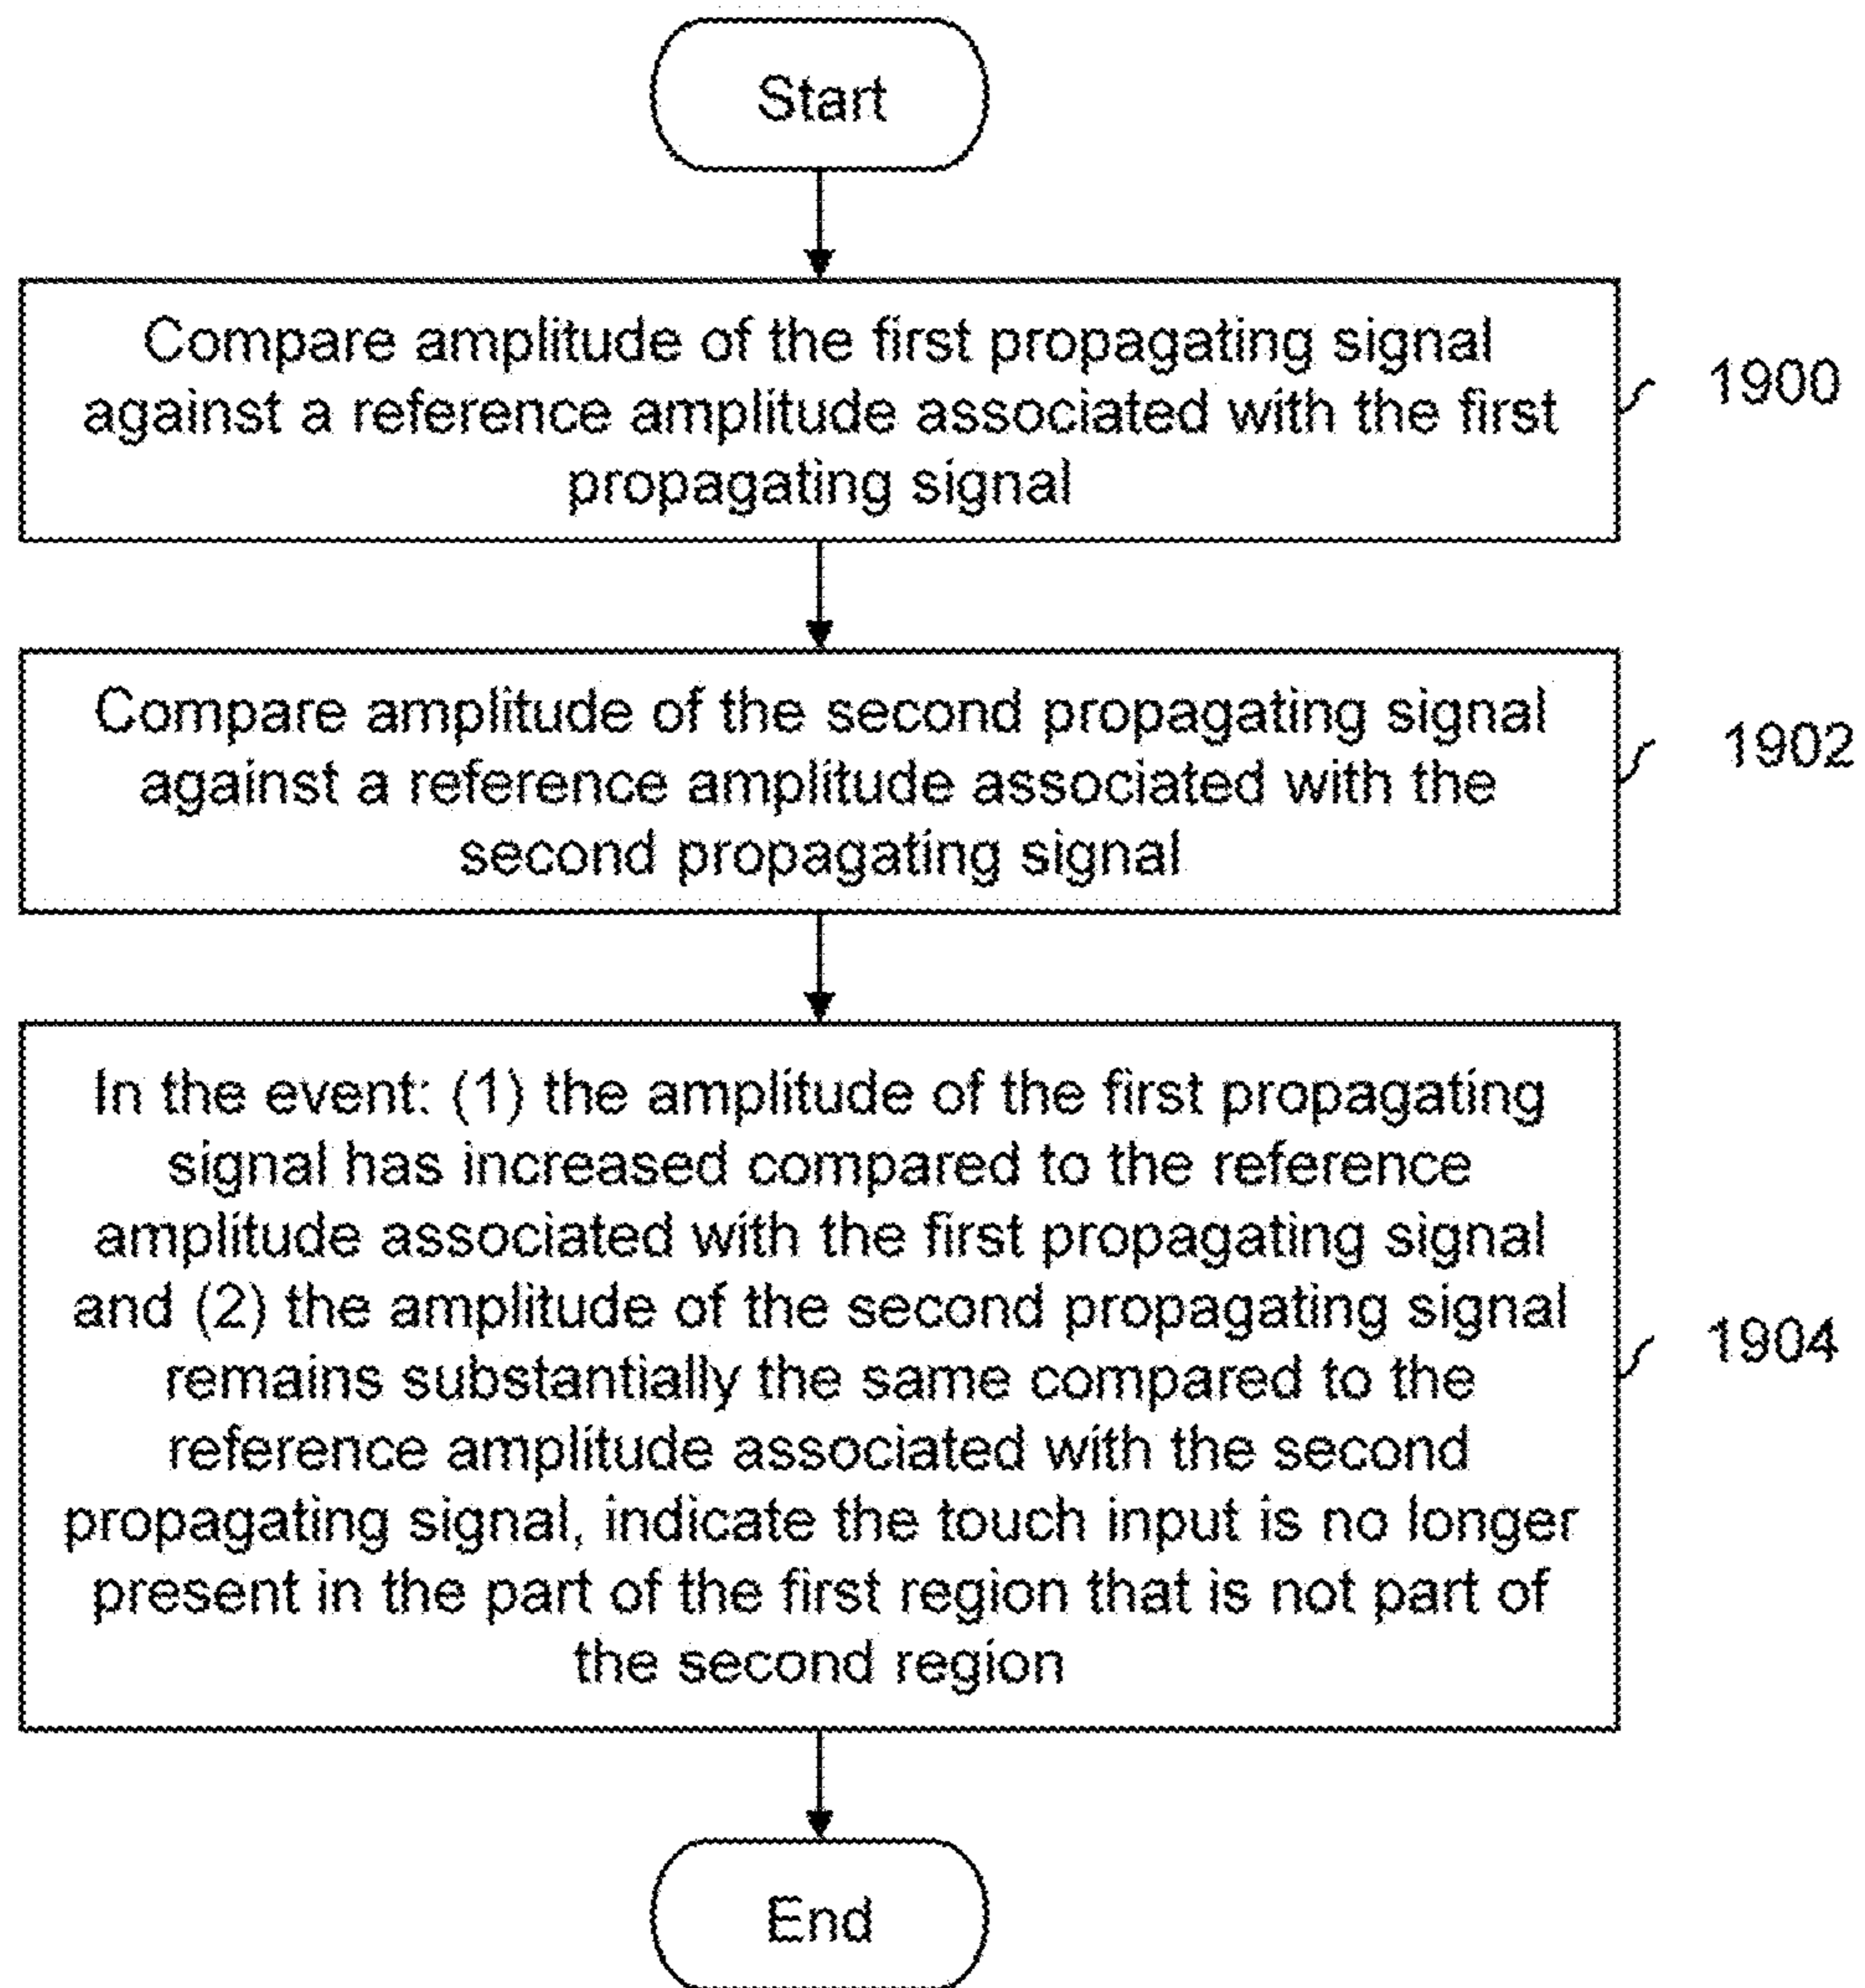 Start
Compare amplitude of the first propagating signal
against a reference amplitude associated with the first
propagating signal
1900
Compare amplitude of the second propagating signal
against a reference amplitude associated with the
second propagating signal
1902
In the event: (1) the amplitude of the first propagating
signal has increased compared to the reference
amplitude associated with the first propagating signal
and (2) the amplitude of the second propagating signal
remains substantially the same compared to the
reference amplitude associated with the second
propagating signal, indicate the touch input is no longer
present in the part of the first region that is not part of
the second region
1904
End